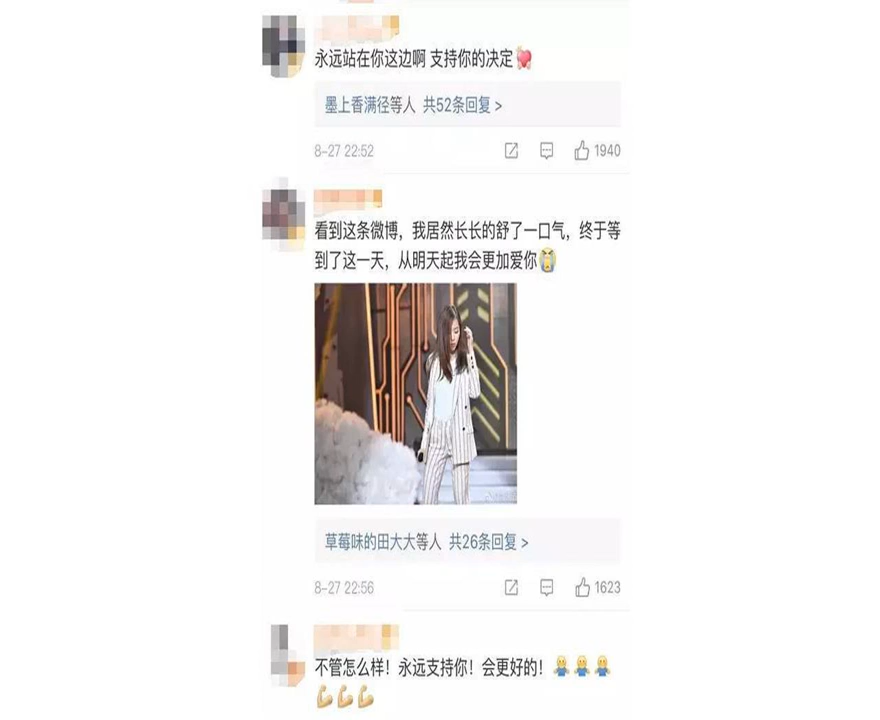 永远站在你这边啊 支持你的决定
墨上香满径等人 共52条回复 >
8-27 22:52
1940
看到这条微博，我居然长长的舒了一口气，终于等
到了这一天，从明天起我会更加爱你
草莓味的田大大等人 共26条回复 >
8-27 22:56
1623
不管怎么样！永远支持你！会更好的！